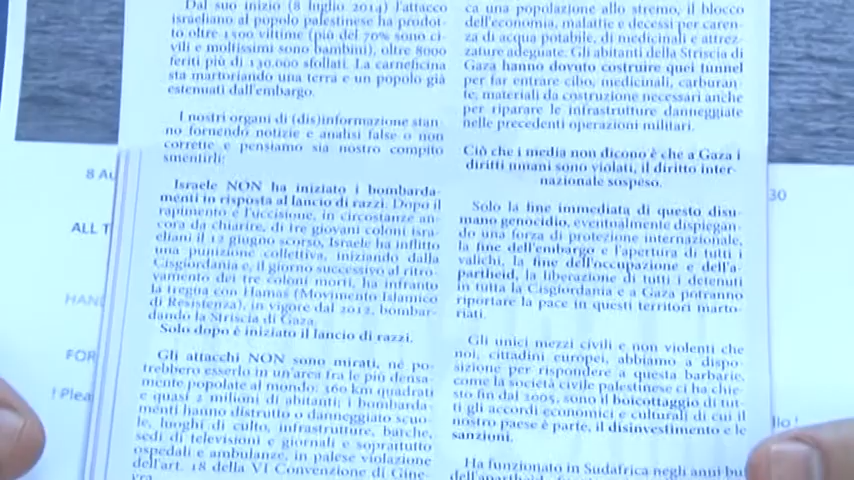 Dal suo inizio (8 luglio 2014) l'attacco
israeliano al popolo palestinese ha prodot-
to oltre 1500 vittime (più del 70% sono ci-
vili e moltissimi sono bambini), oltre 8000
feriti più di 130.000 sfollati. La carneficina
sta martoriando una terra e un popolo già
estenuati dall'embargo.
I nostri organi di (dis)informazione stan-
no fornendo notizie e analisi false o non
corrette e pensiamo sia nostro compito
smentirli:
Israele NON ha iniziato i bombarda-
menti in risposta al lancio di razzi. Dopo il
rapimento e l'uccisione, in circostanze an-
cora da chiarire, di tre giovani coloni isra-
eliani il 12 giugno scorso, Israele ha inflitto
una punizione collettiva, iniziando dalla
Cisgiordania e, il giorno successivo al ritro-
vamento dei tre coloni morti, ha infranto
la tregua con Hamas (Movimento Islamico
di Resistenza), in vigore dal 2012, bombar-
dando la Striscia di Gaza.
Solo dopo è iniziato il lancio di razzi.
Gli attacchi NON sono mirati, né po-
trebbero esserlo in un'area fra le più densa-
mente popolate al mondo: 360 km quadrati
e quasi 2 milioni di abitanti; i bombarda-
menti hanno distrutto o danneggiato scuo-
le, luoghi di culto, infrastrutture, barche,
sedi di televisioni e giornali e soprattutto
ospedali e ambulanze, in palese violazione
dell'art. 18 della VI Convenzione di Gine-
vra.
ca una popolazione allo stremo, il blocco
dell'economia, malattie e decessi per caren-
za di acqua potabile, di medicinali e attrez-
zature adeguate. Gli abitanti della Striscia di
Gaza hanno dovuto costruire quei tunnel
per far entrare cibo, medicinali, carburan-
te, materiali da costruzione necessari anche
per riparare le infrastrutture danneggiate
nelle precedenti operazioni militari.
Ciò che i media non dicono è che a Gaza i
diritti umani sono violati, il diritto inter-
nazionale sospeso.
Solo la fine immediata di questo disu-
mano genocidio, eventualmente dispiegan-
do una forza di protezione internazionale,
la fine dell'embargo e l'apertura di tutti i
valichi, la fine dell'occupazione e dell'a-
partheid, la liberazione di tutti i detenuti
in tutta la Cisgiordania e a Gaza potranno
riportare la pace in questi territori marto-
riati.
Gli unici mezzi civili e non violenti che
noi, cittadini europei, abbiamo a dispo-
sizione per rispondere a questa barbarie,
come la società civile palestinese ci ha chie-
sto fin dal 2005, sono il boicottaggio di tut-
ti gli accordi economici e culturali di cui il
nostro paese è parte, il disinvestimento e le
sanzioni.
Ha funzionato in Sudafrica negli anni bui
8 Au
ALL T
HAN
FOR
! Plea
30
llo !